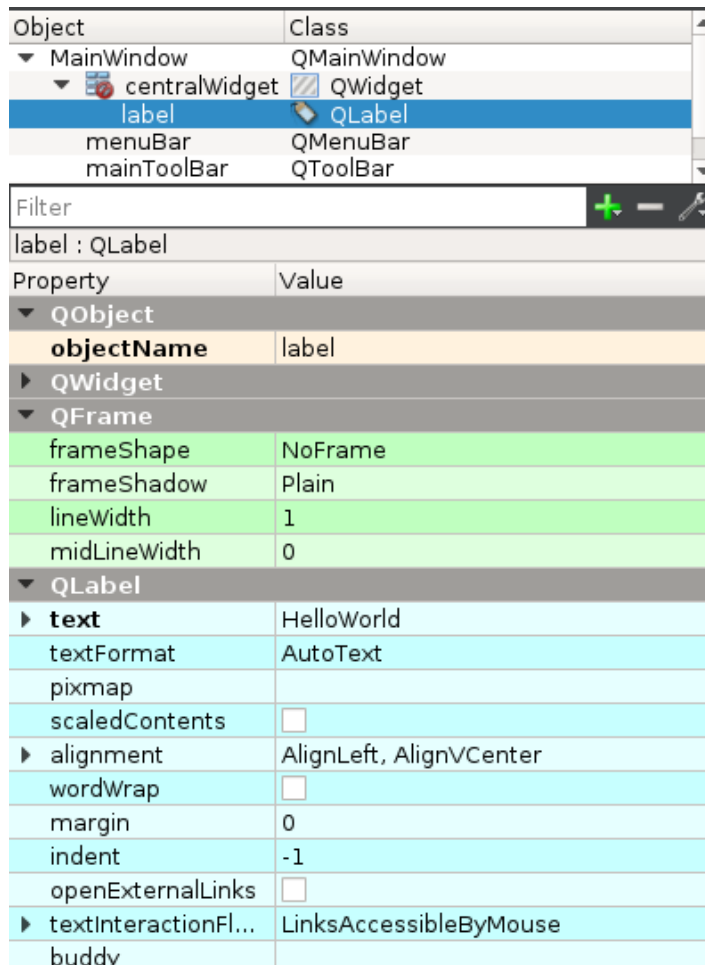 Object Class
MainWindow QMainWindow
centralWidget QWidget
label QLabel
menuBar QMenuBar
mainToolBar QToolBar
Filter
label : QLabel
Property Value
QObject
objectName label
QWidget
QFrame
frameShape NoFrame
frameShadow Plain
lineWidth 1
midLineWidth 0
QLabel
text HelloWorld
textFormat AutoText
pixmap
scaledContents
alignment AlignLeft, AlignVCenter
wordWrap
margin 0
indent -1
openExternalLinks
textInteractionFl... LinksAccessibleByMouse
buddy